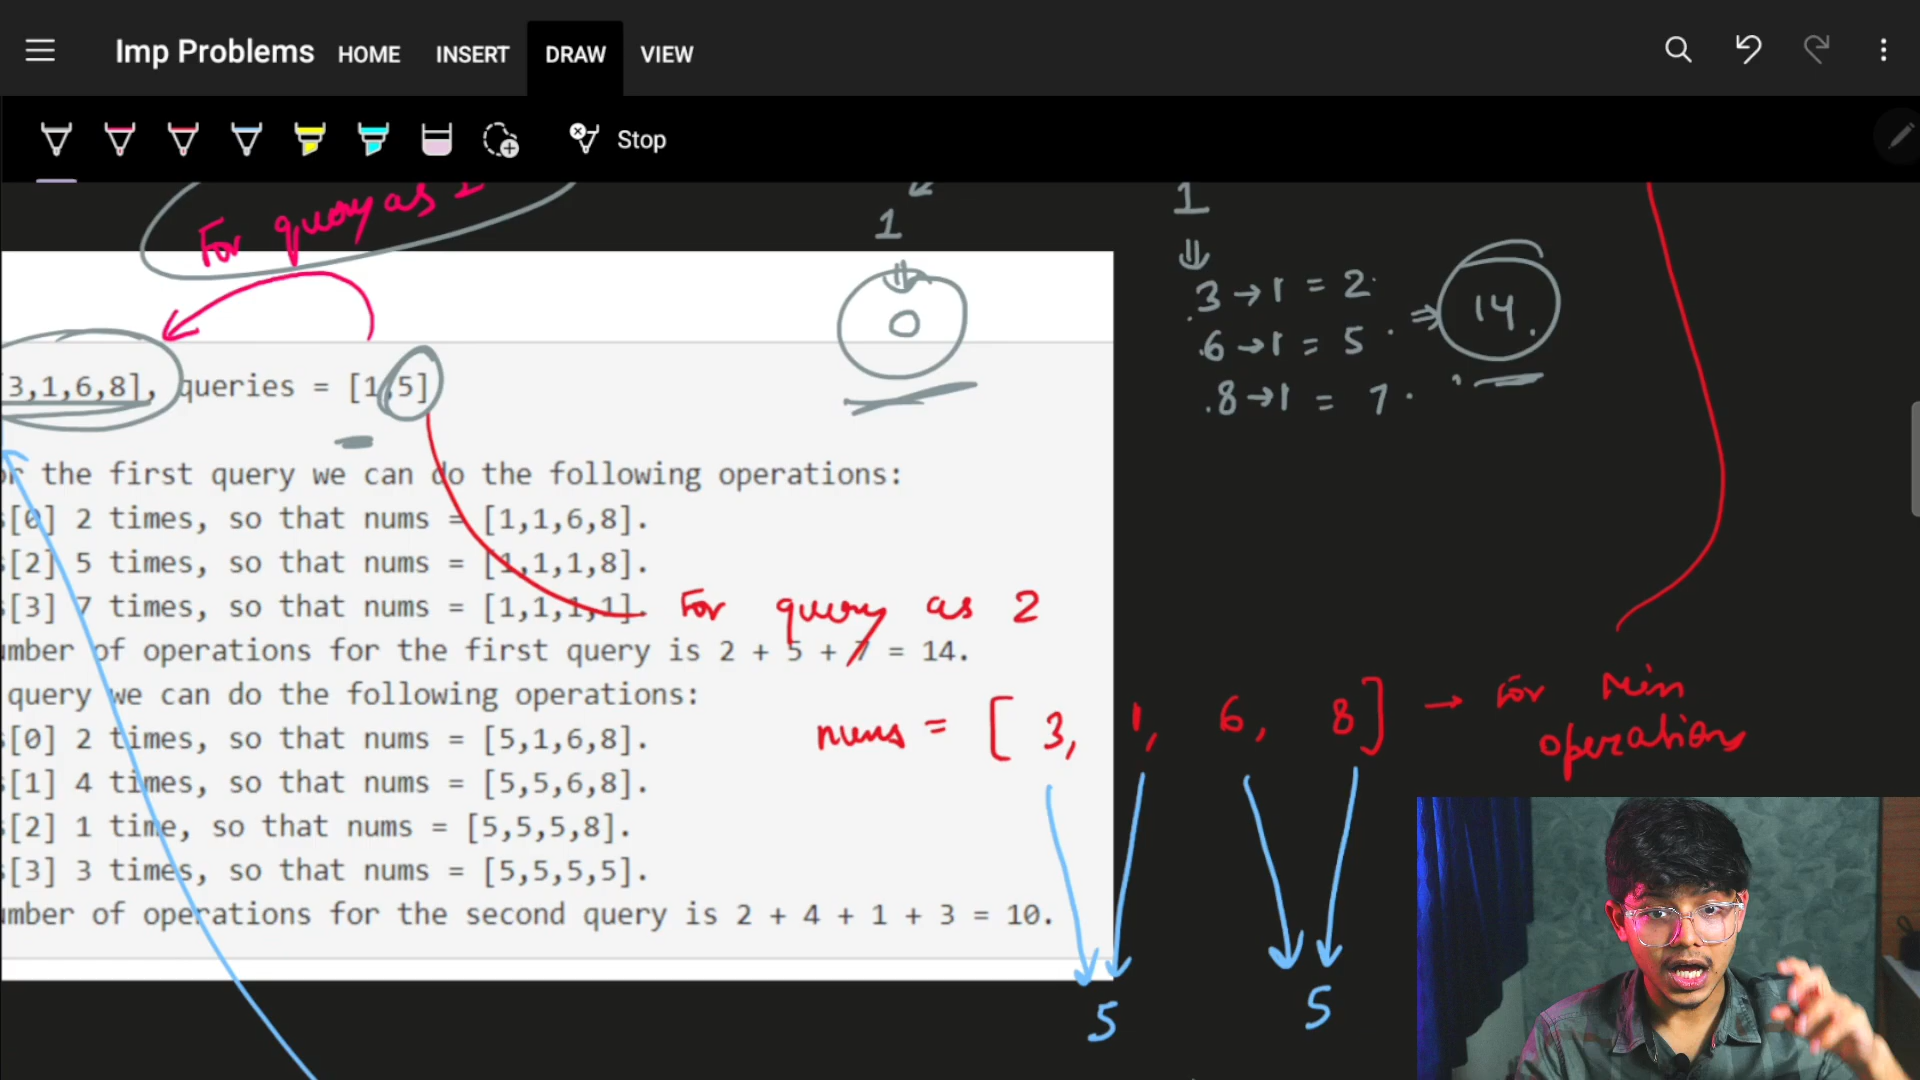 Imp Problems HOME INSERT DRAW VIEW
Stop
For query as
1
0
1
3 → 1 = 2
6 → 1 = 5 ⇒ 14
8 → 1 = 7
3,1,6,8], queries = [1,5]
or the first query we can do the following operations:
s[0] 2 times, so that nums = [1,1,6,8].
s[2] 5 times, so that nums = [1,1,1,8].
s[3] 7 times, so that nums = [1,1,1,1].
For query as 2
umber of operations for the first query is 2 + 5 + 7 = 14.
query we can do the following operations:
s[0] 2 times, so that nums = [5,1,6,8].
s[1] 4 times, so that nums = [5,5,6,8].
s[2] 1 time, so that nums = [5,5,5,8].
s[3] 3 times, so that nums = [5,5,5,5].
umber of operations for the second query is 2 + 4 + 1 + 3 = 10.
nums = [ 3, 1, 6, 8] → For Min
operations
5 5